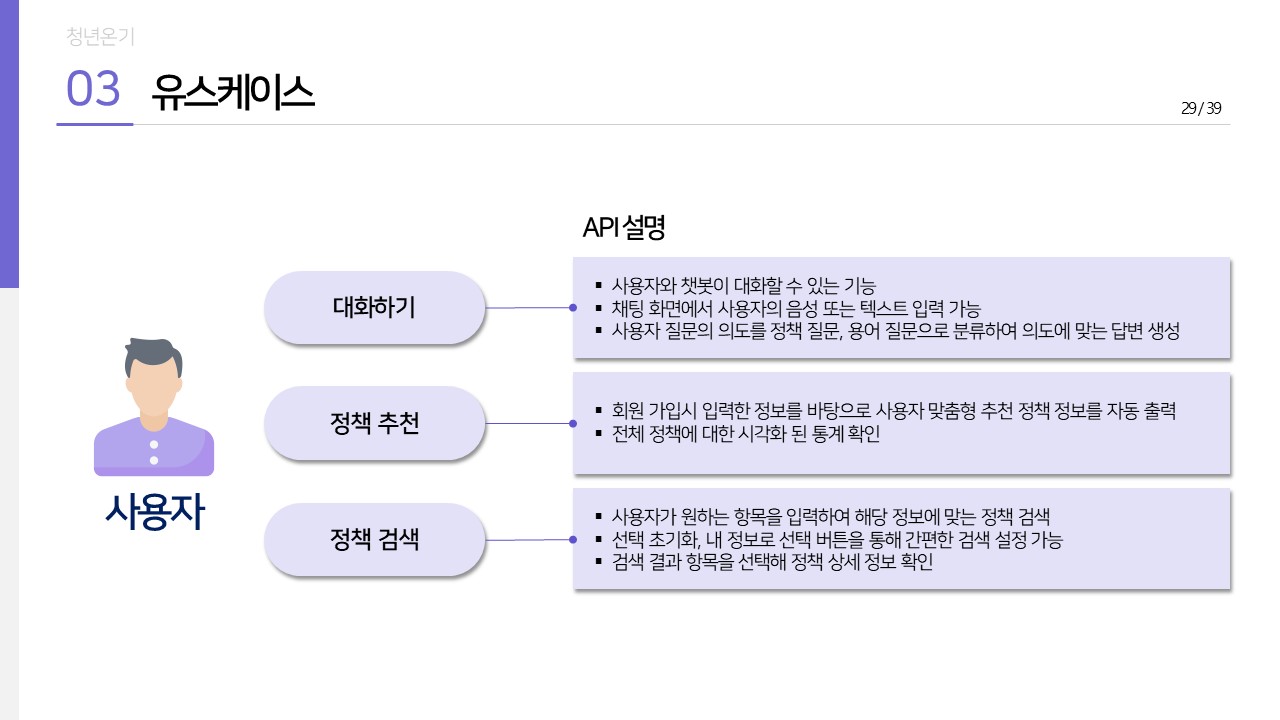 청년온기
03 유스케이스
29 / 39
API 설명
대화하기
▪ 사용자와 챗봇이 대화할 수 있는 기능
▪ 채팅 화면에서 사용자의 음성 또는 텍스트 입력 가능
▪ 사용자 질문의 의도를 정책 질문, 용어 질문으로 분류하여 의도에 맞는 답변 생성
정책 추천
▪ 회원 가입시 입력한 정보를 바탕으로 사용자 맞춤형 추천 정책 정보를 자동 출력
▪ 전체 정책에 대한 시각화 된 통계 확인
사용자
정책 검색
▪ 사용자가 원하는 항목을 입력하여 해당 정보에 맞는 정책 검색
▪ 선택 초기화, 내 정보로 선택 버튼을 통해 간편한 검색 설정 가능
▪ 검색 결과 항목을 선택해 정책 상세 정보 확인